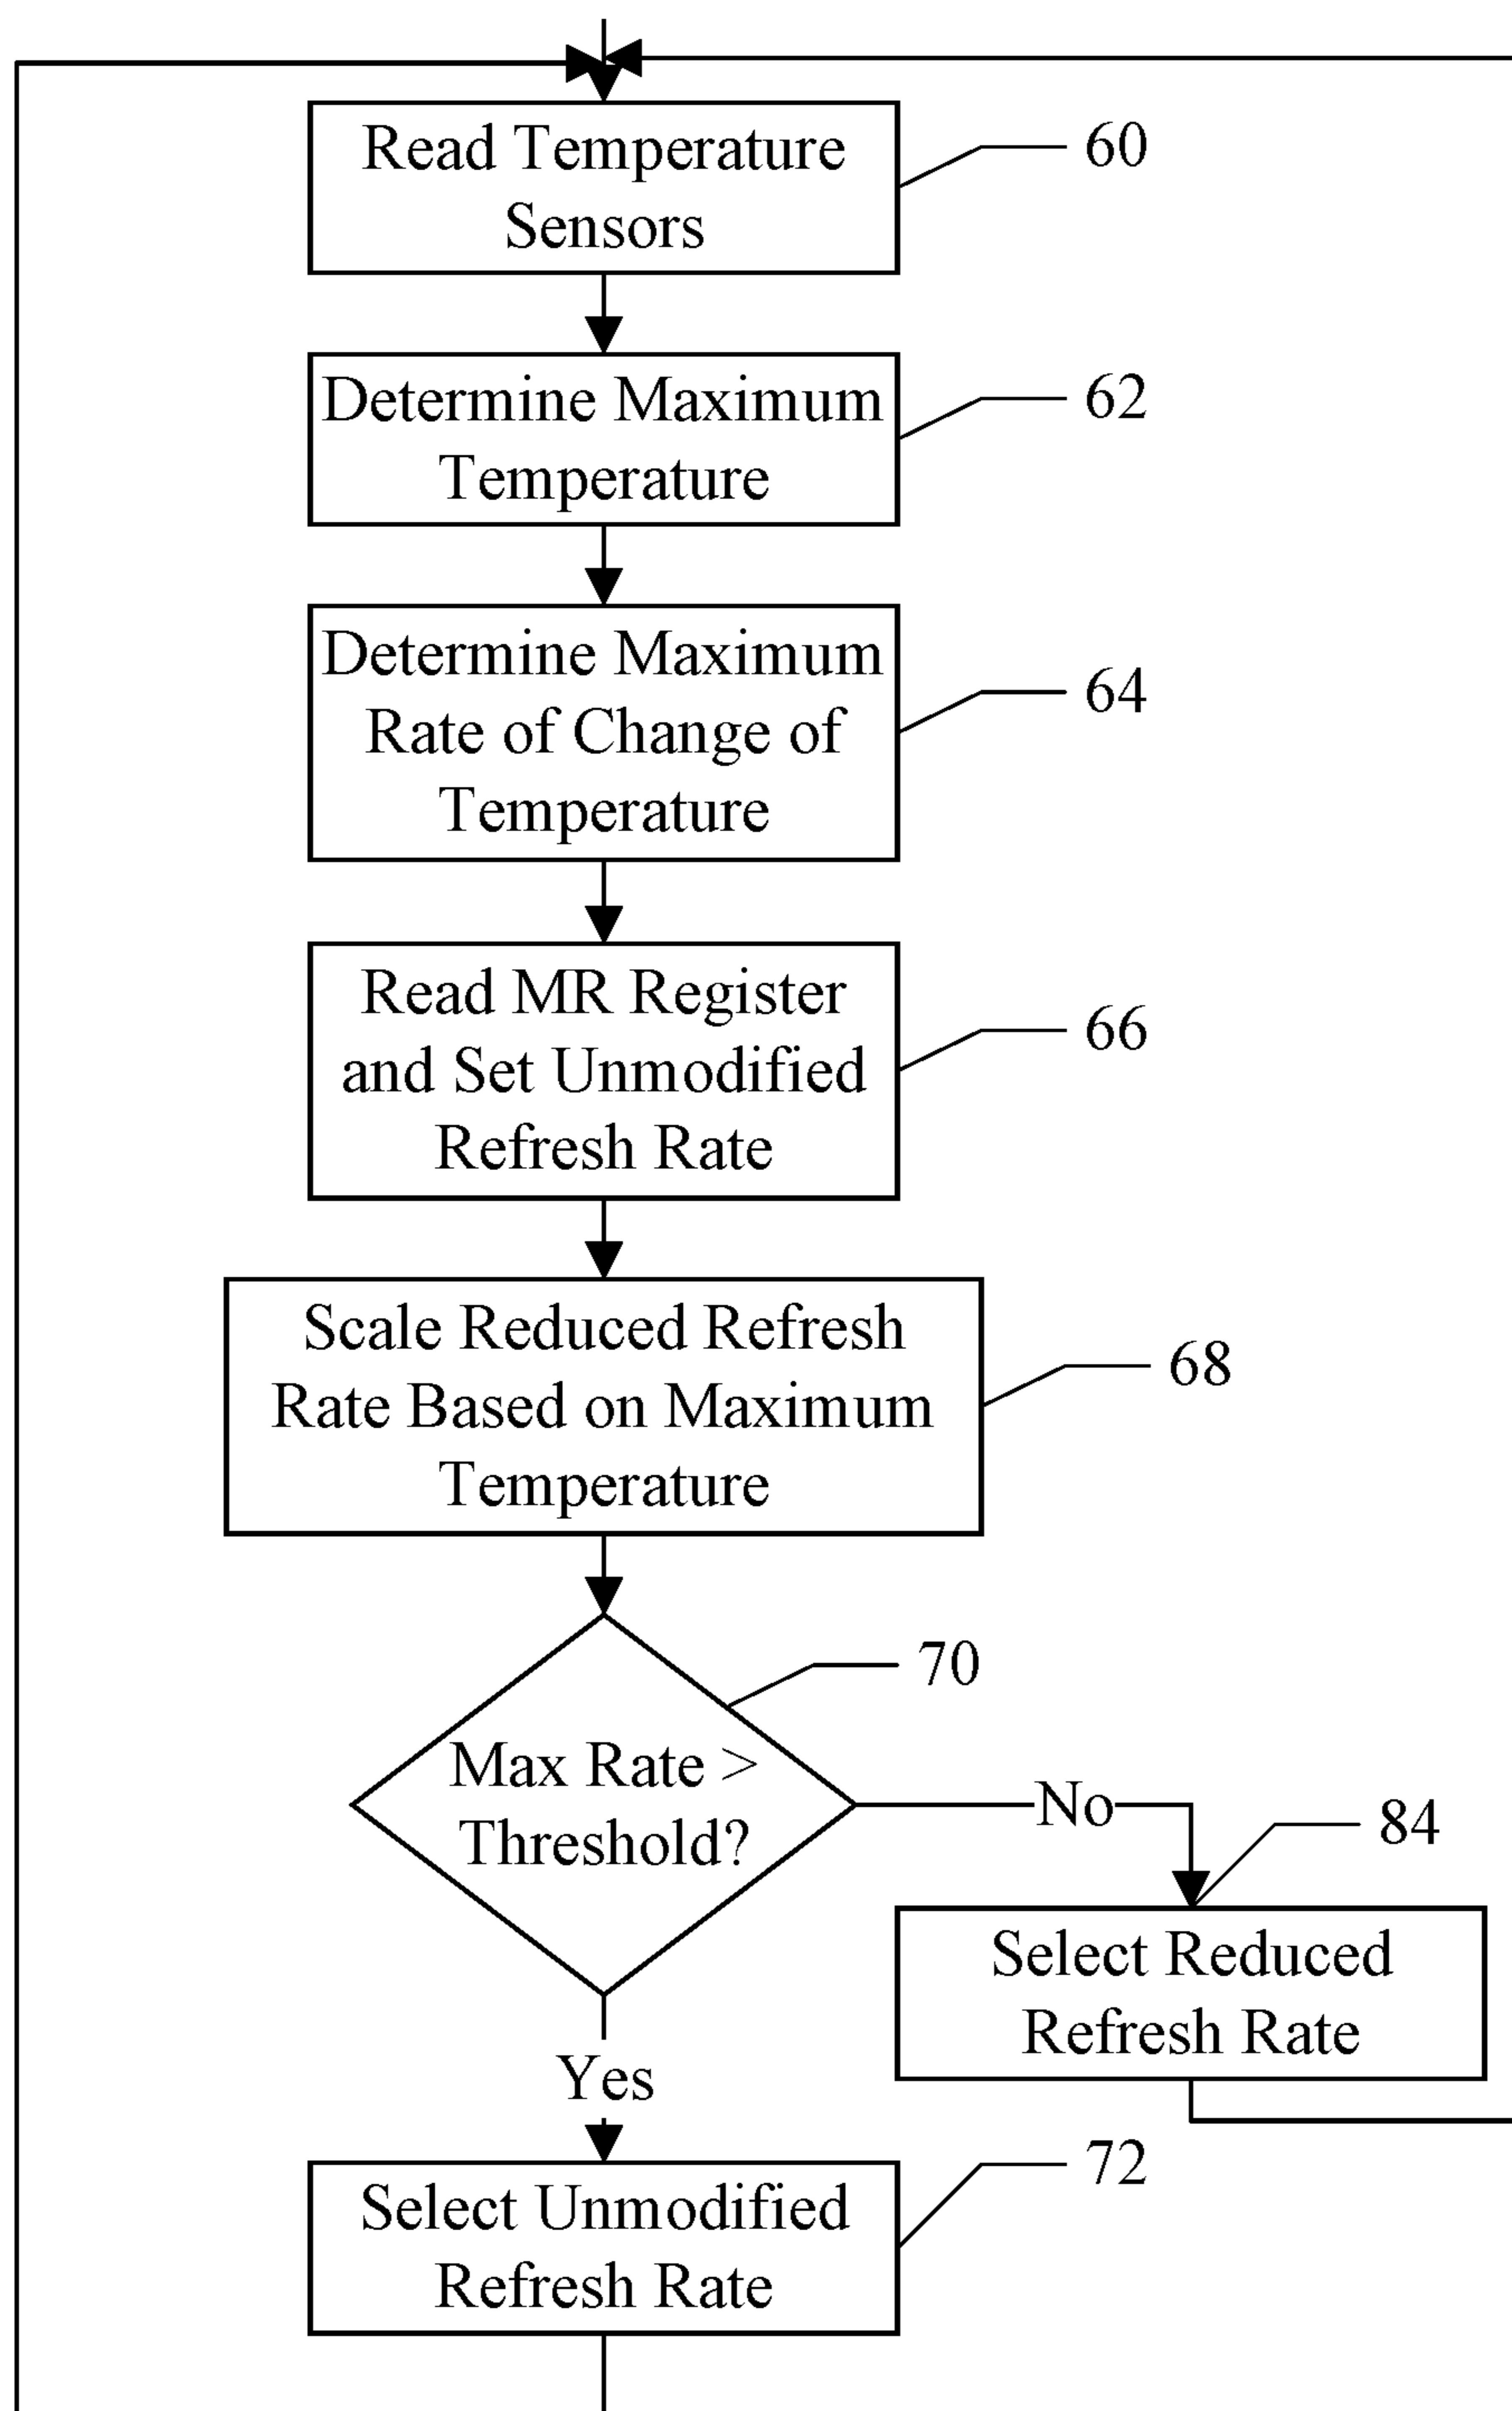 Read Temperature
Sensors
60
Determine Maximum
Temperature
62
Determine Maximum
Rate of Change of
Temperature
64
Read MR Register
and Set Unmodified
Refresh Rate
66
Scale Reduced Refresh
Rate Based on Maximum
Temperature
68
70
Max Rate >
Threshold?
No
84
Select Reduced
Refresh Rate
Yes
72
Select Unmodified
Refresh Rate